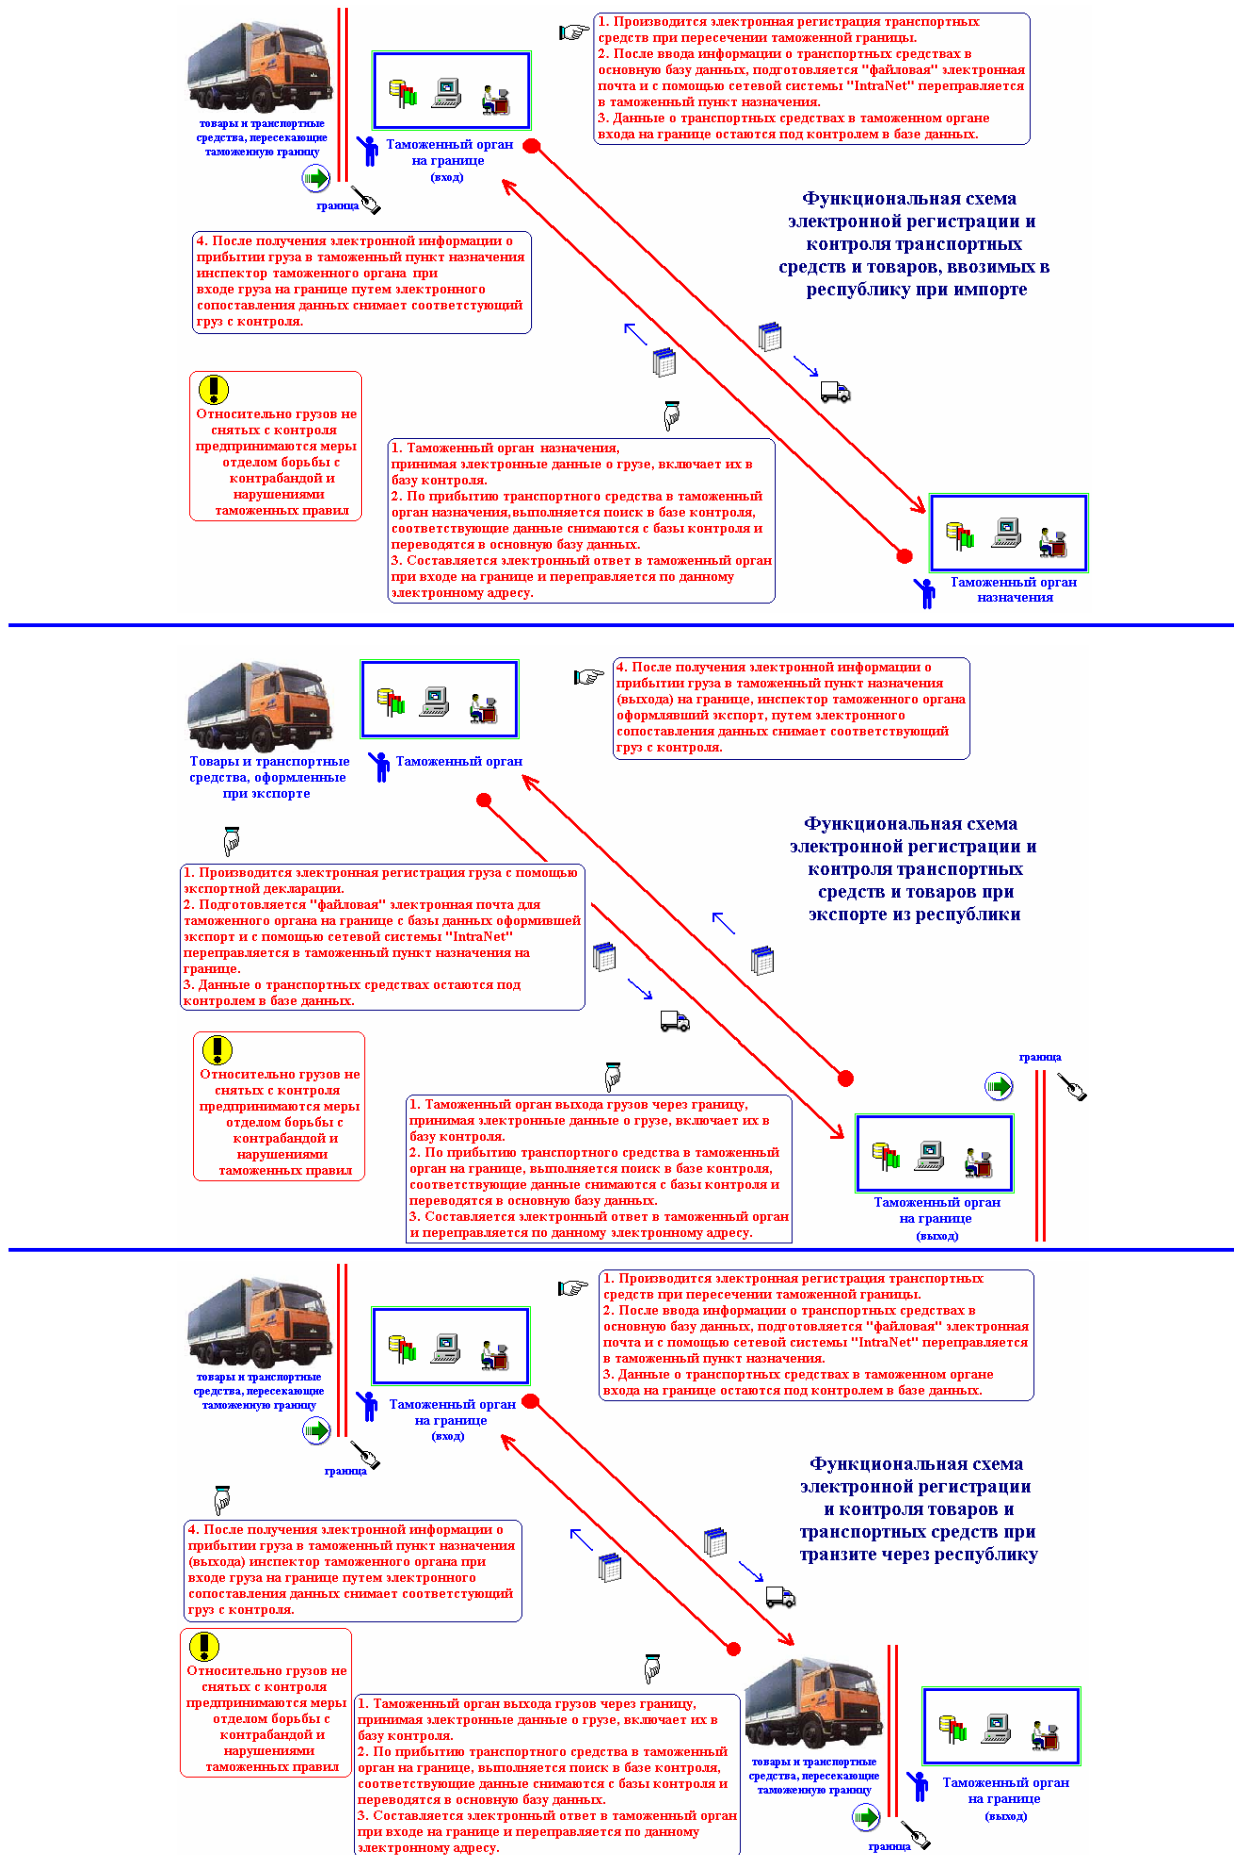 1. Производится электронная регистрация транспортных
средств при пересечении таможенной границы.
2. После ввода информации о транспортных средствах в
основную базу данных, подготовляется "файловая" электронная
почта и с помощью сетевой системы "IntraNet" переправляется
в таможенный пункт назначения.
3. Данные о транспортных средствах в таможенном органе
входа на границе остаются под контролем в базе данных.
товары и транспортные
средства, пересекающие
таможенную границу
Таможенный орган
на границе
(вход)
граница
Функциональная схема
электронной регистрации и
контроля транспортных
средств и товаров, ввозимых в
республику при импорте
4. После получения электронной информации о
прибытии груза в таможенный пункт назначения
инспектор таможенного органа при
входе груза на границе путем электронного
сопоставления данных снимает соответстующий
груз с контроля.
Относительно грузов не
снятых с контроля
предпринимаются меры
отделом борьбы с
контрабандой и
нарушениями
таможенных правил
1. Таможенный орган назначения,
принимая электронные данные о грузе, включает их в
базу контроля.
2. По прибытию транспортного средства в таможенный
орган назначения,выполняется поиск в базе контроля,
соответствующие данные снимаются с базы контроля и
переводятся в основную базу данных.
3. Составляется электронный ответ в таможенный орган
при входе на границе и переправляется по данному
электронному адресу.
Таможенный орган
назначения
4. После получения электронной информации о
прибытии груза в таможенный пункт назначения
(выхода) на границе, инспектор таможенного органа
оформлявший экспорт, путем электронного
сопоставления данных снимает соответствующий
груз с контроля.
Товары и транспортные
средства, оформленные
при экспорте
Таможенный орган
Функциональная схема
электронной регистрации и
контроля транспортных
средств и товаров при
экспорте из республики
1. Производится электронная регистрация груза с помощью
экспортной декларации.
2. Подготовляется "файловая" электронная почта для
таможенного органа на границе с базы данных оформившей
экспорт и с помощью сетевой системы "IntraNet"
переправляется в таможенный пункт назначения на
границе.
3. Данные о транспортных средствах остаются под
контролем в базе данных.
Относительно грузов не
снятых с контроля
предпринимаются меры
отделом борьбы с
контрабандой и
нарушениями
таможенных правил
граница
1. Таможенный орган выхода грузов через границу,
принимая электронные данные о грузе, включает их в
базу контроля.
2. По прибытию транспортного средства в таможенный
орган на границе, выполняется поиск в базе контроля,
соответствующие данные снимаются с базы контроля и
переводятся в основную базу данных.
3. Составляется электронный ответ в таможенный орган
и переправляется по данному электронному адресу.
Таможенный орган
на границе
(выход)
1. Производится электронная регистрация транспортных
средств при пересечении таможенной границы.
2. После ввода информации о транспортных средствах в
основную базу данных, подготовляется "файловая" электронная
почта и с помощью сетевой системы "IntraNet" переправляется
в таможенный пункт назначения.
3. Данные о транспортных средствах в таможенном органе
входа на границе остаются под контролем в базе данных.
товары и транспортные
средства, пересекающие
таможенную границу
Таможенный орган
на границе
(вход)
граница
Функциональная схема
электронной регистрации
и контроля товаров и
транспортных средств при
транзите через республику
4. После получения электронной информации о
прибытии груза в таможенный пункт назначения
(выхода) инспектор таможенного органа при
входе груза на границе путем электронного
сопоставления данных снимает соответстующий
груз с контроля.
Относительно грузов не
снятых с контроля
предпринимаются меры
отделом борьбы с
контрабандой и
нарушениями
таможенных правил
1. Таможенный орган выхода грузов через границу,
принимая электронные данные о грузе, включает их в
базу контроля.
2. По прибытию транспортного средства в таможенный
орган на границе, выполняется поиск в базе контроля,
соответствующие данные снимаются с базы контроля и
переводятся в основную базу данных.
3. Составляется электронный ответ в таможенный орган
при входе на границе и переправляется по данному
электронному адресу.
товары и транспортные
средства, пересекающие
таможенную границу
Таможенный орган
на границе
(выход)
граница